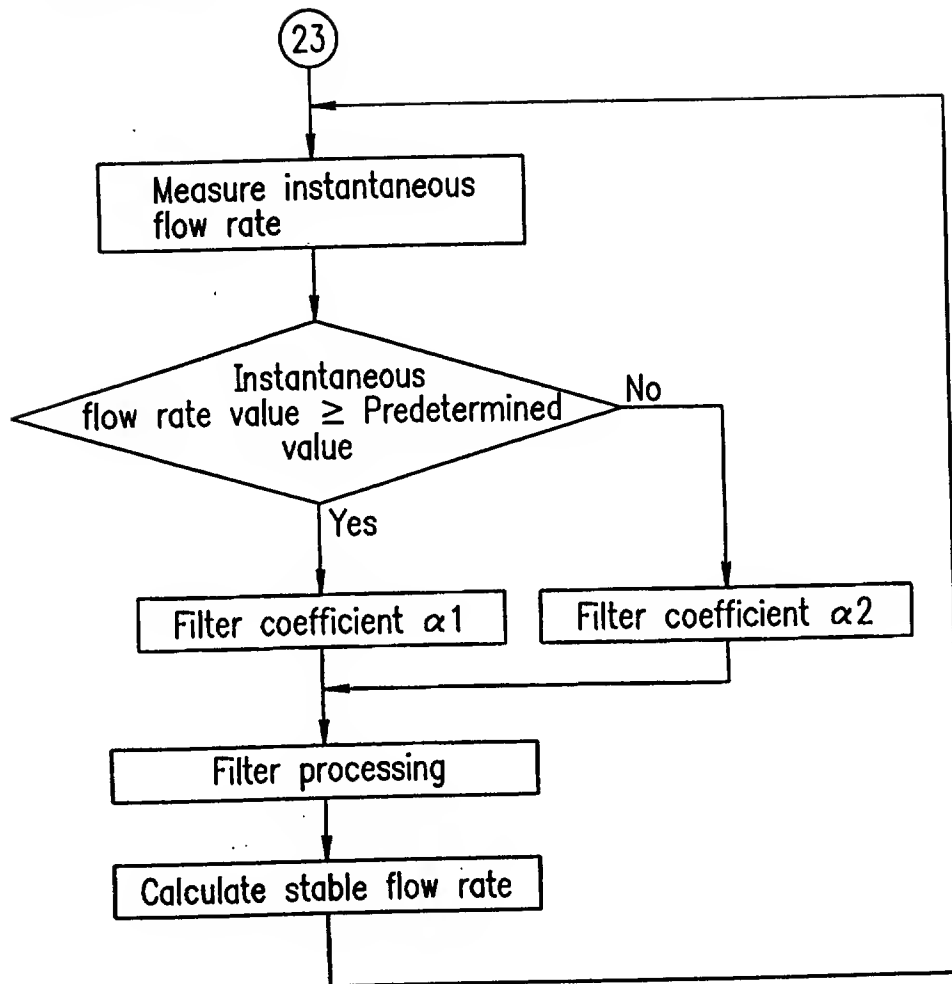 23
Measure instantaneous
flow rate
Instantaneous
flow rate value ≥ Predetermined
value
No
Yes
Filter coefficient α1
Filter coefficient α2
Filter processing
Calculate stable flow rate